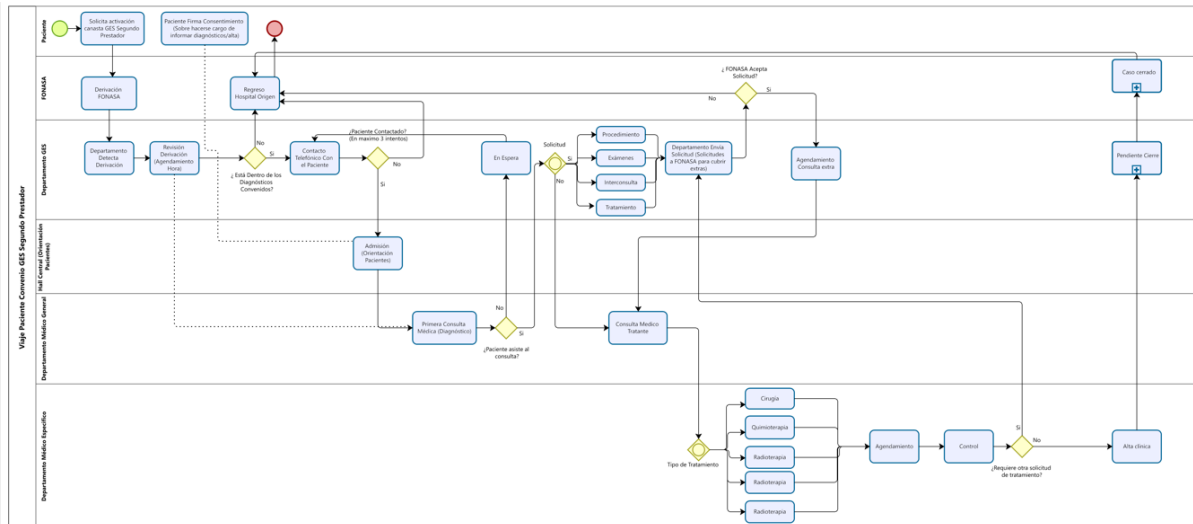 Viaje Paciente Convenio GES Segundo Prestador
Paciente
Solicita activación
canasta GES Segundo
Prestador
Paciente Firma Consentimiento
(Sobre hacerse cargo de
informar diagnósticos/alta)
FONASA
Derivación
FONASA
Regreso
Hospital Origen
¿ FONASA Acepta
Solicitud?
No
Si
Caso cerrado
Departamento GES
Departamento
Detecta
Derivación
Revisión
Derivación
(Agendamiento
Hora)
No
Si
¿ Está Dentro de los
Diagnósticos
Convenidos?
Contacto
Telefónico Con
el Paciente
¿Paciente Contactado?
(En maximo 3 intentos)
No
Si
En Espera
Solicitud
Si
No
Procedimiento
Exámenes
Interconsulta
Tratamiento
Departamento Envía
Solicitud (Solicitudes
a FONASA para cubrir
extras)
Agendamiento
Consulta extra
Pendiente Cierre
Hall Central (Orientación
Pacientes)
Admisión
(Orientación
Pacientes)
Departamento Médico General
Primera Consulta
Médica (Diagnóstico)
No
Si
¿Paciente asiste al
consulta?
Consulta Medico
Tratante
Departamento Médico Específico
Tipo de Tratamiento
Cirugía
Quimioterapia
Radioterapia
Radioterapia
Radioterapia
Agendamiento
Control
Si
No
¿Requiere otra solicitud
de tratamiento?
Alta clínica